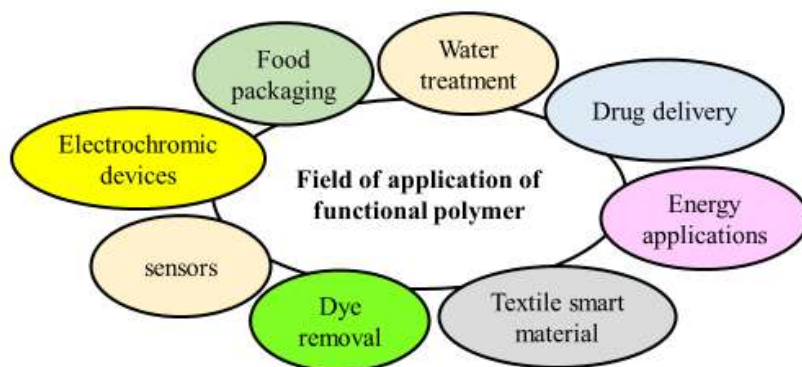 Food
packaging
Water
treatment
Drug delivery
Electrochromic
devices
Field of application of
functional polymer
Energy
applications
sensors
Dye
removal
Textile smart
material